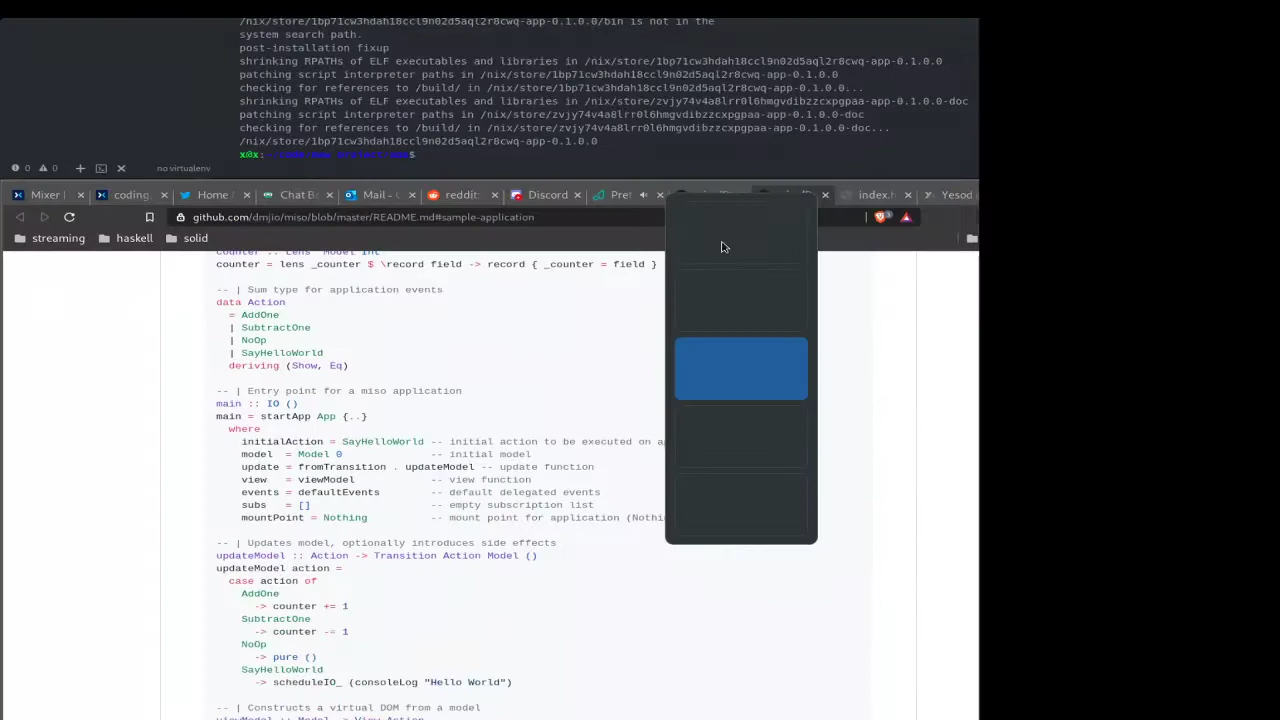 /nix/store/1bp71cw3hdah18ccl9n02d5aql2r8cwq-app-0.1.0.0/bin is not in the
system search path.
post-installation fixup
shrinking RPATHs of ELF executables and libraries in /nix/store/1bp71cw3hdah18ccl9n02d5aql2r8cwq-app-0.1.0.0
patching script interpreter paths in /nix/store/1bp71cw3hdah18ccl9n02d5aql2r8cwq-app-0.1.0.0
checking for references to /build/ in /nix/store/1bp71cw3hdah18ccl9n02d5aql2r8cwq-app-0.1.0.0...
shrinking RPATHs of ELF executables and libraries in /nix/store/zvjy74v4a8lrr0l6hmgvdibzzcxpgpaa-app-0.1.0.0-doc
patching script interpreter paths in /nix/store/zvjy74v4a8lrr0l6hmgvdibzzcxpgpaa-app-0.1.0.0-doc
checking for references to /build/ in /nix/store/zvjy74v4a8lrr0l6hmgvdibzzcxpgpaa-app-0.1.0.0-doc...
/nix/store/1bp71cw3hdah18ccl9n02d5aql2r8cwq-app-0.1.0.0
x@x: $
0 0 no virtualenv
Mixer coding Home / Chat B Mail - reddit: Discord Pret index.h Yesod
github.com/dmjio/miso/blob/master/README.md#sample-application 3
streaming haskell solid
counter :: Lens' Model Int
counter = lens _counter $ \record field -> record { _counter = field }
-- | Sum type for application events
data Action
= AddOne
| SubtractOne
| NoOp
| SayHelloWorld
deriving (Show, Eq)
-- | Entry point for a miso application
main :: IO ()
main = startApp App {..}
where
initialAction = SayHelloWorld -- initial action to be executed on a
model = Model 0 -- initial model
update = fromTransition . updateModel -- update function
view = viewModel -- view function
events = defaultEvents -- default delegated events
subs = [] -- empty subscription list
mountPoint = Nothing -- mount point for application (Nothi
-- | Updates model, optionally introduces side effects
updateModel :: Action -> Transition Action Model ()
updateModel action =
case action of
AddOne
-> counter += 1
SubtractOne
-> counter -= 1
NoOp
-> pure ()
SayHelloWorld
-> scheduleIO_ (consoleLog "Hello World")
-- | Constructs a virtual DOM from a model
viewModel :: Model -> View Action